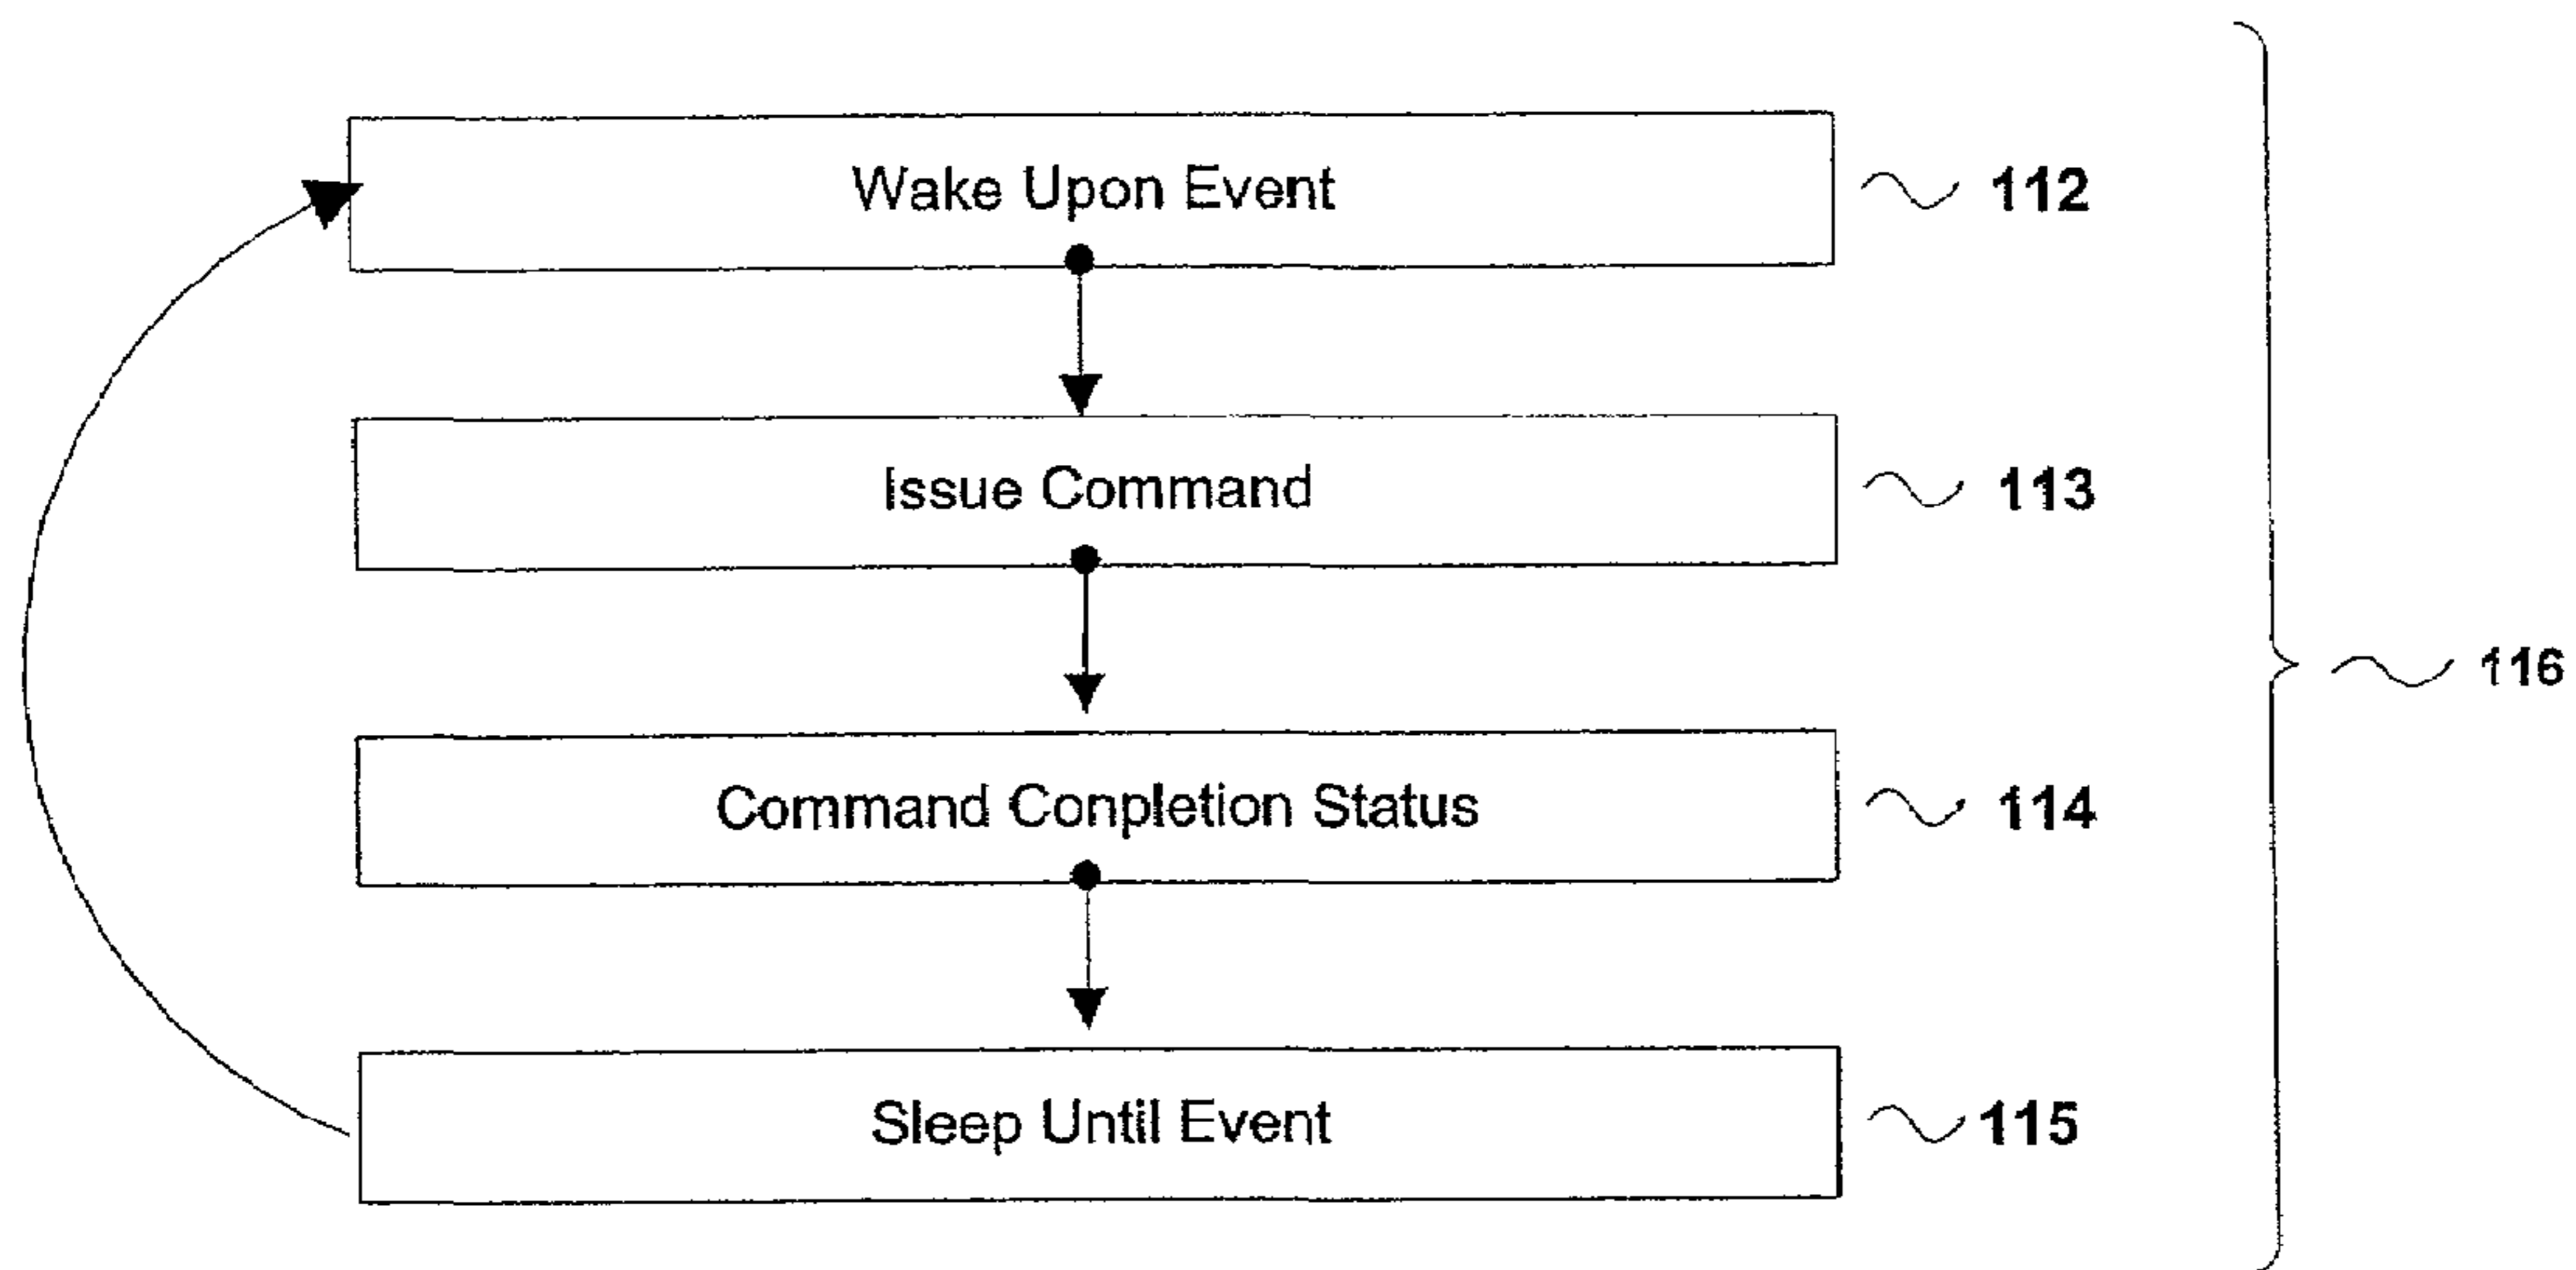 Wake Upon Event 112
Issue Command 113
116
Command Conpletion Status 114
Sleep Until Event 115